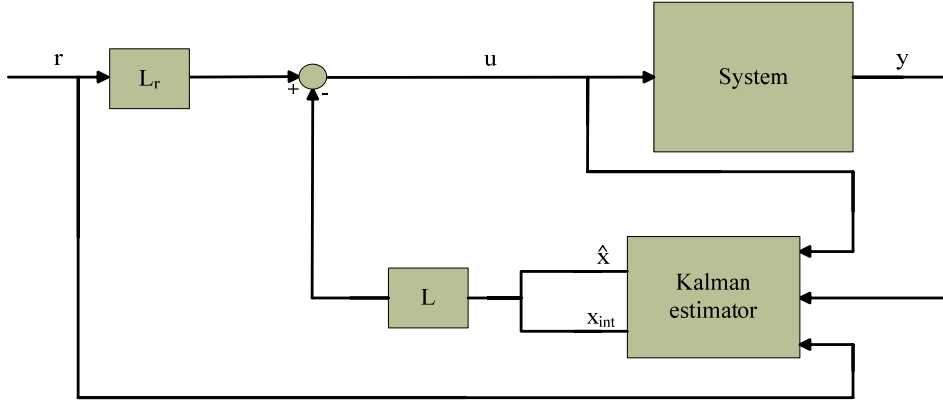 r
Lr
+
-
u
System
y
x̂
Kalman
estimator
L
xint